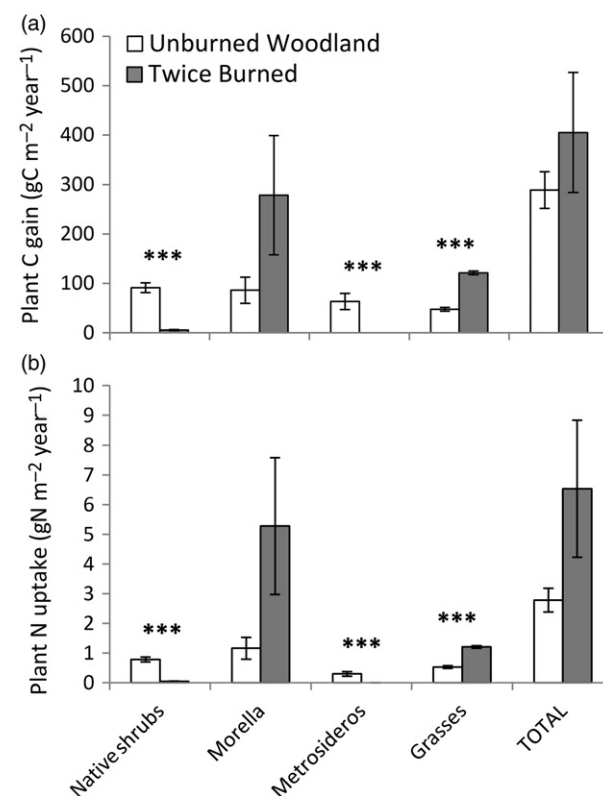 (a)
600
500
400
300
200
100
0
Plant C gain (gC m⁻² year⁻¹)
Unburned Woodland
Twice Burned
***
***
***
(b)
10
9
8
7
6
5
4
3
2
1
0
Plant N uptake (gN m⁻² year⁻¹)
***
***
***
Native shrubs
Morella
Metrosideros
Grasses
TOTAL